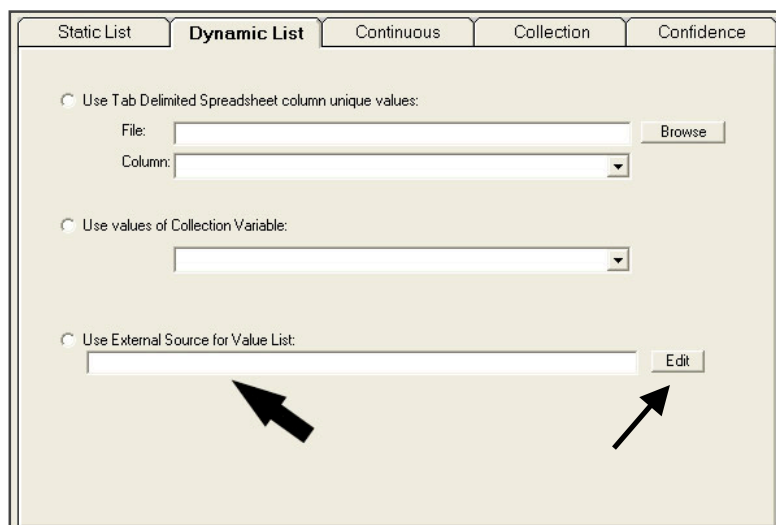 Static List Dynamic List Continuous Collection Confidence
Use Tab Delimited Spreadsheet column unique values:
File: Browse
Column:
Use values of Collection Variable:
Use External Source for Value List:
Edit